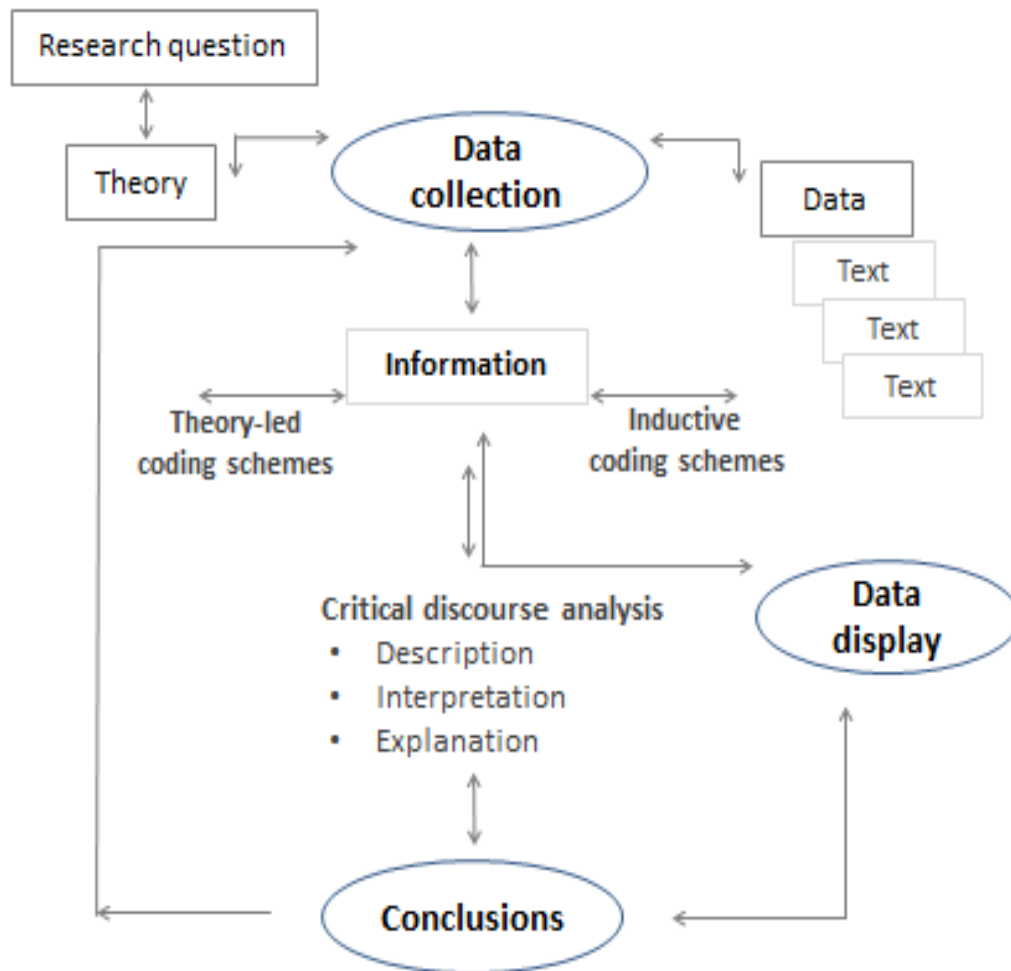 Research question
Theory
Data
collection
Data
Text
Text
Text
Information
Theory-led
coding schemes
Inductive
coding schemes
Critical discourse analysis
• Description
• Interpretation
• Explanation
Data
display
Conclusions